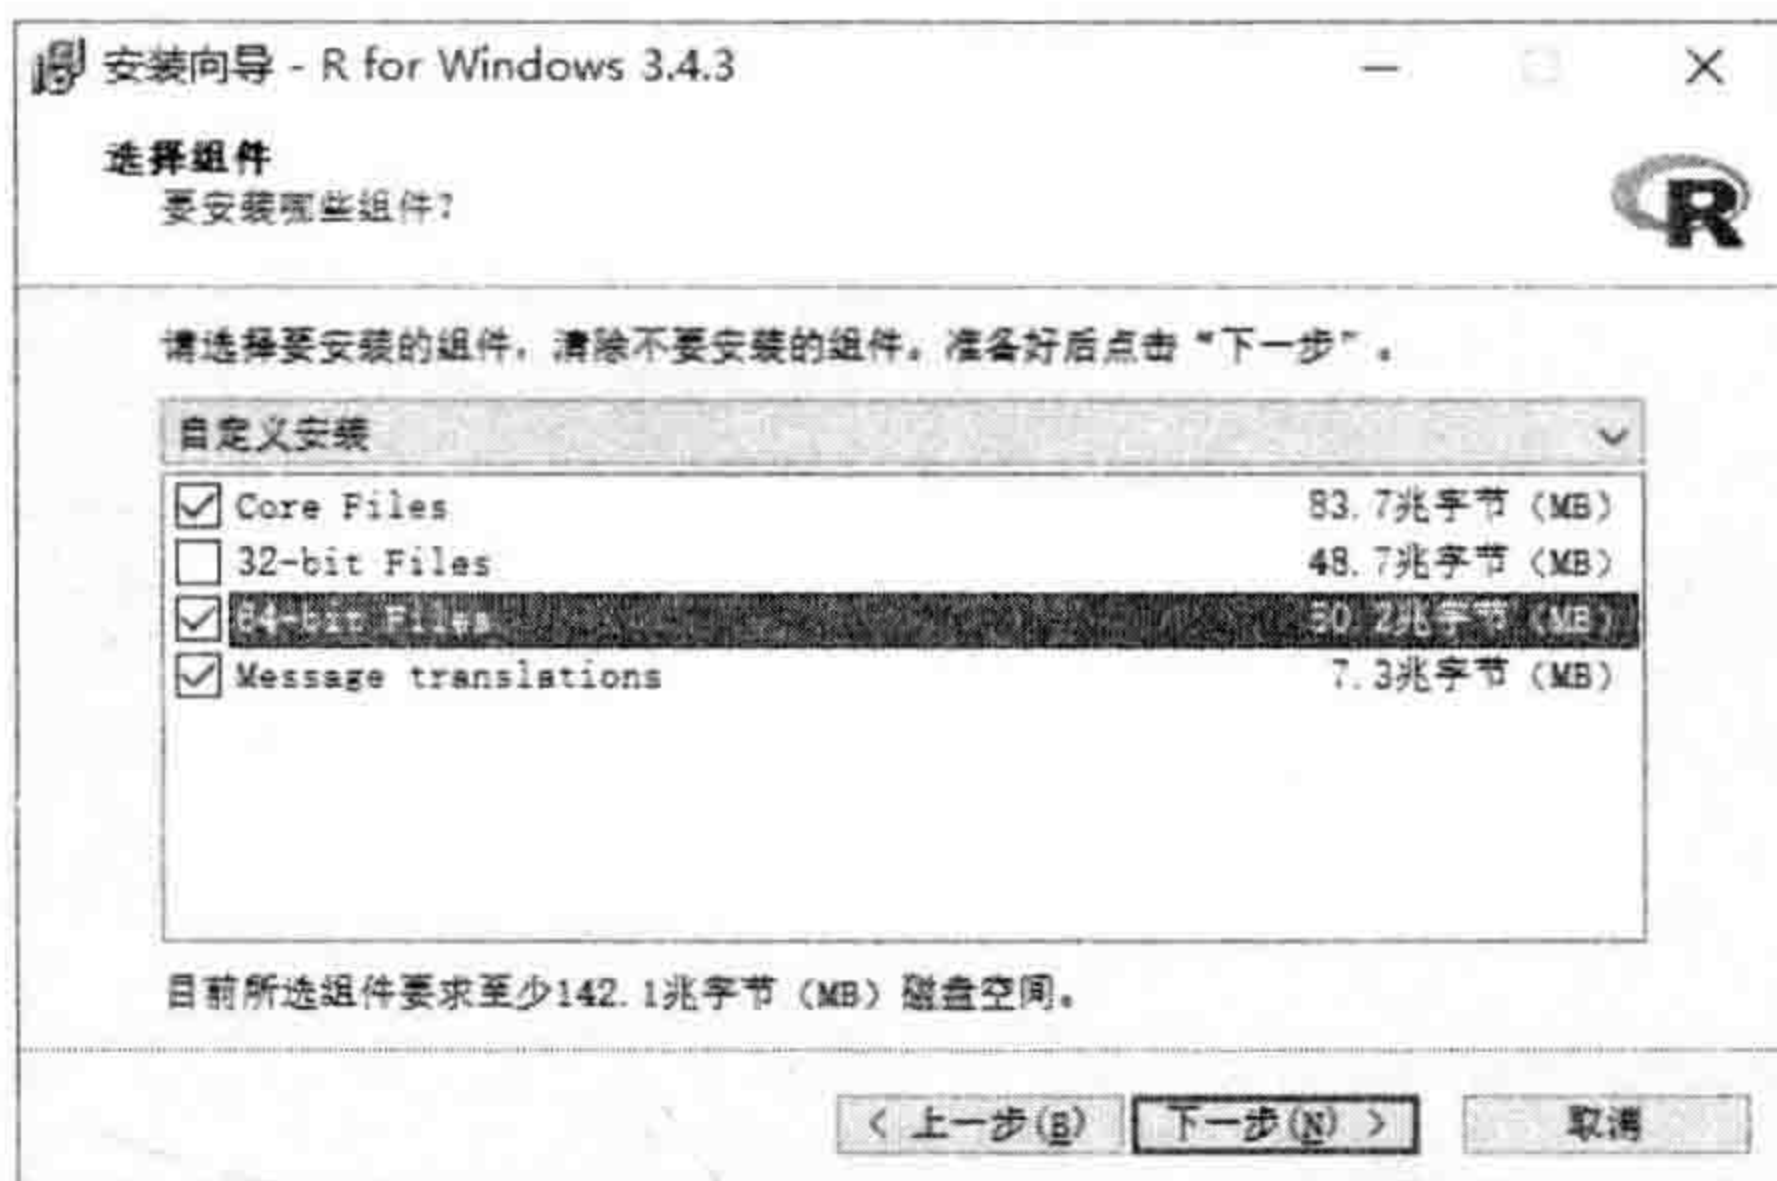 安装向导 - R for Windows 3.4.3
选择组件
要安装哪些组件?
R
请选择要安装的组件，清除不要安装的组件。准备好后点击“下一步”。
自定义安装
Core Files 83.7兆字节 (MB)
32-bit Files 48.7兆字节 (MB)
64-bit Files 50.2兆字节 (MB)
Message translations 7.3兆字节 (MB)
目前所选组件要求至少142.1兆字节 (MB) 磁盘空间。
< 上一步(B) 下一步(N) > 取消